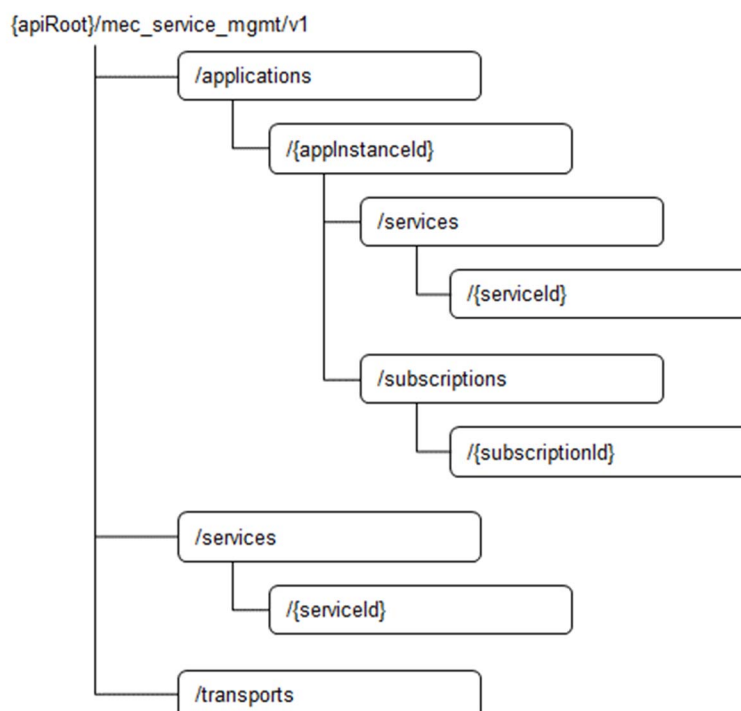 {apiRoot}/mec_service_mgmt/v1
/applications
/{appInstanceId}
/services
/{serviceId}
/subscriptions
/{subscriptionId}
/services
/{serviceId}
/transports